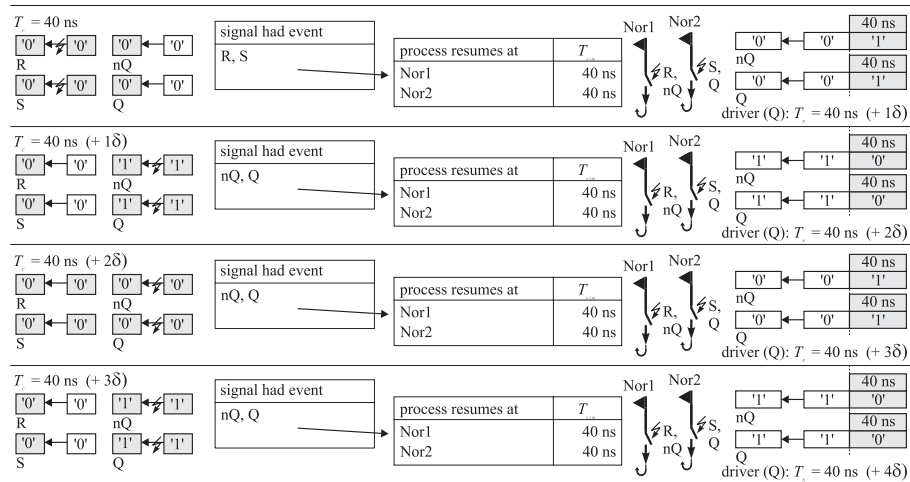 T_c = 40 ns
'0' '0' '0' '0'
R nQ
'0' '0' '0' '0'
S Q
signal had event
R, S
process resumes at T
Nor1 40 ns
Nor2 40 ns
Nor1 Nor2
R, nQ
S, Q
40 ns
'0' '0' '1'
nQ
40 ns
'0' '0' '1'
Q
driver (Q): T = 40 ns (+ 1δ)
T_c = 40 ns (+ 1δ)
'0' '0' '1' '1'
R nQ
'0' '0' '1' '1'
S Q
signal had event
nQ, Q
process resumes at T
Nor1 40 ns
Nor2 40 ns
Nor1 Nor2
R, nQ
S, Q
40 ns
'1' '1' '0'
nQ
40 ns
'1' '1' '0'
Q
driver (Q): T = 40 ns (+ 2δ)
T_c = 40 ns (+ 2δ)
'0' '0' '0' '0'
R nQ
'0' '0' '0' '0'
S Q
signal had event
nQ, Q
process resumes at T
Nor1 40 ns
Nor2 40 ns
Nor1 Nor2
R, nQ
S, Q
40 ns
'0' '0' '1'
nQ
40 ns
'0' '0' '1'
Q
driver (Q): T = 40 ns (+ 3δ)
T_c = 40 ns (+ 3δ)
'0' '0' '1' '1'
R nQ
'0' '0' '1' '1'
S Q
signal had event
nQ, Q
process resumes at T
Nor1 40 ns
Nor2 40 ns
Nor1 Nor2
R, nQ
S, Q
40 ns
'1' '1' '0'
nQ
40 ns
'1' '1' '0'
Q
driver (Q): T = 40 ns (+ 4δ)